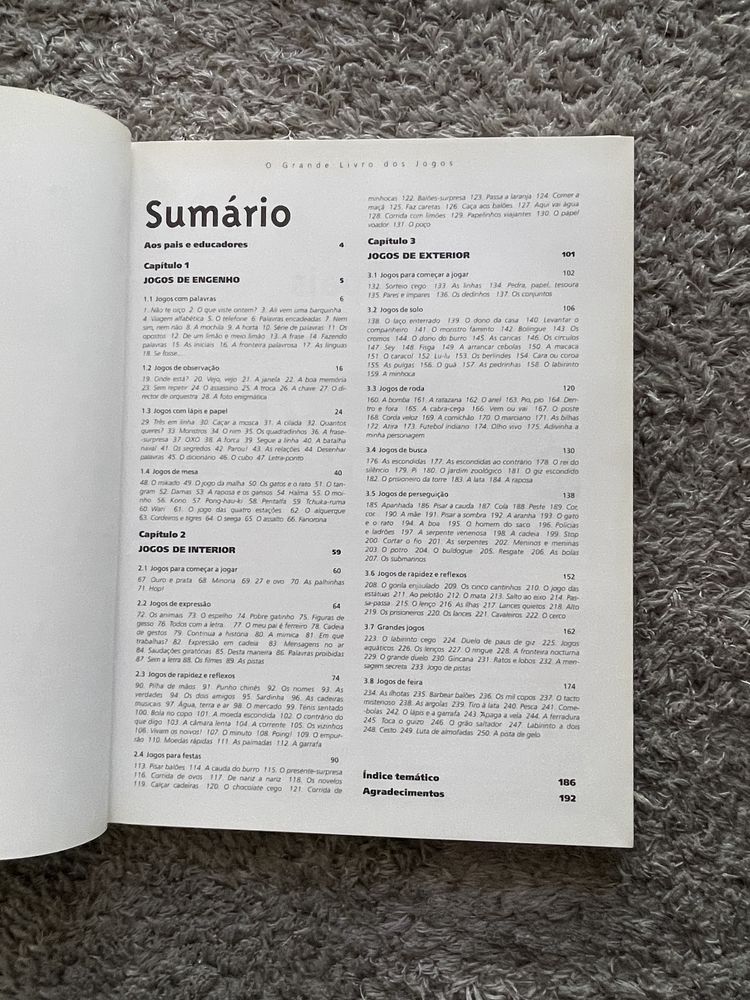 O Grande Livro dos Jogos
Sumário
Aos pais e educadores 4
Capítulo 1
JOGOS DE ENGENHO 5
1.1 Jogos com palavras 6
1. Não te oiço 2. O que viste ontem? 3. Ali vem uma barquinha
4. Viagem alfabética 5. O telefone 6. Palavras encadeadas 7. Nem
sim, nem não 8. A mochila 9. A horta 10. Série de palavras 11. Os
opostos 12. De um limão e meio limão 13. A frase 14. Fazendo
palavras 15. As iniciais 16. A fronteira palavrosa 17. As línguas
18. Se fosse...
1.2 Jogos de observação 16
19. Onde está? 20. Vejo, vejo 21. A janela 22. A boa memória
23. Sem repetir 24. O assassino 25. A troca 26. A chave 27. O di-
rector de orquestra 28. A foto enigmática
1.3 Jogos com lápis e papel 24
29. Três em linha 30. Caçar a mosca 31. A cilada 32. Quantos
queres? 33. Monstros 34. O nim 35. Os quadradinhos 36. A frase-
-surpresa 37. OXO 38. A forca 39. Segue a linha 40. A batalha
naval 41. Os segredos 42. Parou! 43. As relações 44. Desenhar
palavras 45. O dicionário 46. O cubo 47. Letra-ponto
1.4 Jogos de mesa 40
48. O mikado 49. O jogo da malha 50. Os gatos e o rato 51. O tan-
gram 52. Damas 53. A raposa e os gansos 54. Halma 55. O moi-
nho 56. Kono 57. Pong-hau-ki 58. Pentalfa 59. Tchuka-ruma
60. Wari 61. O jogo das quatro estações 62. O alquerque
63. Cordeiros e tigres 64. O seega 65. O assalto 66. Fanorona
Capítulo 2
JOGOS DE INTERIOR 59
2.1 Jogos para começar a jogar 60
67. Ouro e prata 68. Minoria 69. 27 e ovo 70. As palhinhas
71. Hop!
2.2 Jogos de expressão 64
72. Os animais 73. O espelho 74. Pobre gatinho 75. Figuras de
gesso 76. Todos com a letra... 77. O meu pai é ferreiro 78. Cadeia
de gestos 79. Continua a história 80. A mímica 81. Em que
trabalhas? 82. Expressão em cadeia 83. Mensagens no ar
84. Saudações giratórias 85. Desta maneira 86. Palavras proibidas
87. Sem a letra 88. Os filmes 89. As pistas
2.3 Jogos de rapidez e reflexos 74
90. Pilha de mãos 91. Punho chinês 92. Os nomes 93. As
verdades 94. Os dois amigos 95. Sardinha 96. As cadeiras
musicais 97. Água, terra e ar 98. O mercado 99. Ténis sentado
100. Bola no copo 101. A moeda escondida 102. O contrário do
que digo 103. A câmara lenta 104. A corrente 105. Os vizinhos
106. Vivam os noivos! 107. O minuto 108. Poing! 109. O empur-
rão 110. Moedas rápidas 111. As palmadas 112. A garrafa
2.4 Jogos para festas 90
113. Pisar balões 114. A cauda do burro 115. O presente-surpresa
116. Corrida de ovos 117. De nariz a nariz 118. Os novelos
119. Calçar cadeiras 120. O chocolate cego 121. Corrida de
minhocas 122. Balões-surpresa 123. Passa a laranja 124. Comer a
maçã 125. Faz caretas 126. Caça aos balões 127. Aqui vai água
128. Corrida com limões 129. Papelinhos viajantes 130. O papel
voador 131. O poço
Capítulo 3
JOGOS DE EXTERIOR 101
3.1 Jogos para começar a jogar 102
132. Sorteio cego 133. As linhas 134. Pedra, papel, tesoura
135. Pares e ímpares 136. Os dedinhos 137. Os conjuntos
3.2 Jogos de solo 106
138. O laço enterrado 139. O dono da casa 140. Levantar o
companheiro 141. O monstro faminto 142. Bolingue 143. Os
cromos 144. O dono do burro 145. As caricas 146. Os círculos
147. Sey 148. Fisga 149. A arrancar cebolas 150. A macaca
151. O caracol 152. Lu-lu 153. Os berlindes 154. Cara ou coroa
155. As pulgas 156. O guá 157. As pedrinhas 158. O labirinto
159. A minhoca
3.3 Jogos de roda 120
160. A bomba 161. A ratazana 162. O anel 163. Pio, pio 164. Den-
tro e fora 165. A cabra-cega 166. Vem ou vai 167. O poste
168. Corda veloz 169. A comichão 170. O marciano 171. As bilhas
172. Atira 173. Futebol indiano 174. Olho vivo 175. Adivinha a
minha personagem
3.4 Jogos de busca 130
176. As escondidas 177. As escondidas ao contrário 178. O rei do
silêncio 179. Pi 180. O jardim zoológico 181. O giz escondido
182. O prisioneiro da torre 183. A lata 184. A raposa
3.5 Jogos de perseguição 138
185. Apanhada 186. Pisar a cauda 187. Cola 188. Peste 189. Cor,
cor... 190. A mãe 191. Pisar a sombra 192. A aranha 193. O gato
e o rato 194. A boa 195. O homem do saco 196. Polícias
e ladrões 197. A serpente venenosa 198. A cadeia 199. Stop
200. Cortar o fio 201. As serpentes 202. Meninos e meninas
203. O potro 204. O buldogue 205. Resgate 206. As bolas
207. Os submarinos
3.6 Jogos de rapidez e reflexos 152
208. O gorila enjaulado 209. Os cinco cantinhos 210. O jogo das
estátuas 211. Ao pelotão 212. O mata 213. Salto ao eixo 214. Pas-
sa-passa 215. O lenço 216. As ilhas 217. Lances quietos 218. Alto
219. Os prisioneiros 220. Os lances 221. Cavaleiros 222. O cerco
3.7 Grandes jogos 162
223. O labirinto cego 224. Duelo de paus de giz 225. Jogos
aquáticos 226. Os lenços 227. O ringue 228. A fronteira nocturna
229. O grande duelo 230. Gincana 231. Ratos e lobos 232. A men-
sagem secreta 233. Jogo de pistas
3.8 Jogos de feira 174
234. As ilhotas 235. Barbear balões 236. Os mil copos 237. O tacto
misterioso 238. As argolas 239. Tiro à lata 240. Pesca 241. Come-
-bolas 242. O lápis e a garrafa 243. Apaga a vela 244. A ferradura
245. Toca o guizo 246. O grão saltador 247. Labirinto a dois
248. Cesto 249. Luta de almofadas 250. A pista de gelo
Índice temático 186
Agradecimentos 192